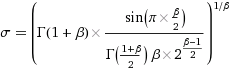 σ = ( Γ(1 + β) × sin(π × β/2) / ( Γ((1+β)/2) β × 2^((β−1)/2) ) )^(1/β)